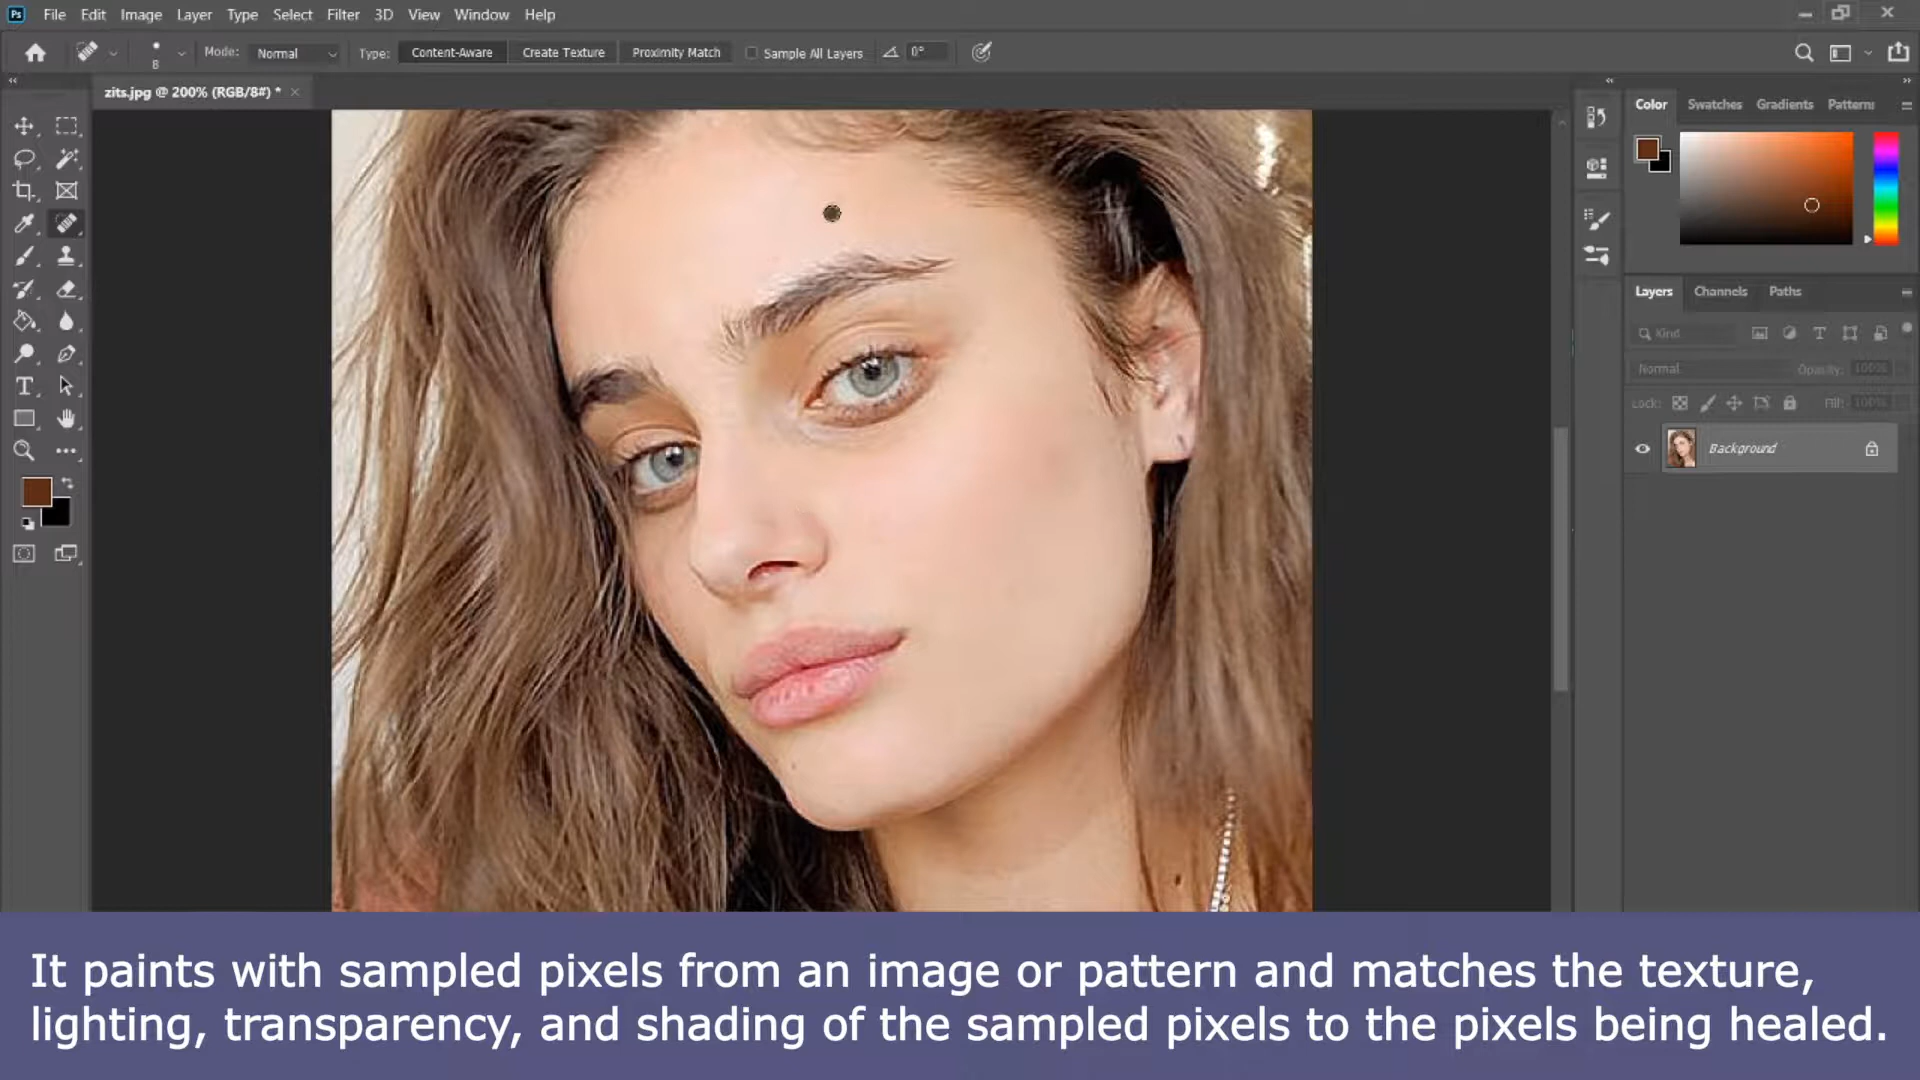 Ps File Edit Image Layer Type Select Filter 3D View Window Help
8 Mode: Normal Type: Content-Aware Create Texture Proximity Match Sample All Layers 0°
zits.jpg @ 200% (RGB/8#) * ×
Color Swatches Gradients Patterns
Layers Channels Paths
Kind
Normal Opacity: 100%
Lock: Fill: 100%
Background
It paints with sampled pixels from an image or pattern and matches the texture,
lighting, transparency, and shading of the sampled pixels to the pixels being healed.